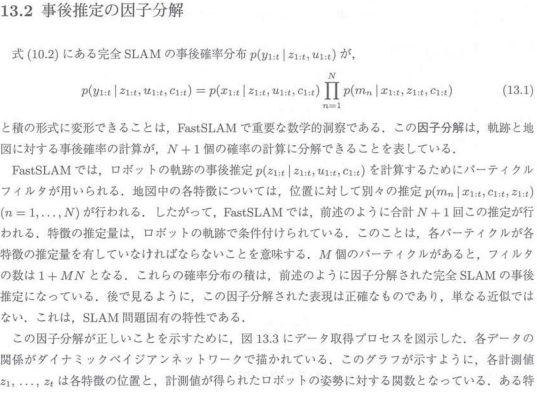 13.2 事後推定の因子分解
式 (10.2) にある完全 SLAM の事後確率分布 p(y_{1:t} | z_{1:t}, u_{1:t}) が,
p(y_{1:t} | z_{1:t}, u_{1:t}, c_{1:t}) = p(x_{1:t} | z_{1:t}, u_{1:t}, c_{1:t}) ∏_{n=1}^{N} p(m_n | x_{1:t}, z_{1:t}, c_{1:t}) (13.1)
と積の形式に変形できることは,FastSLAM で重要な数学的洞察である.この因子分解は,軌跡と地
図に対する事後確率の計算が,N + 1 個の確率の計算に分解できることを表している.
FastSLAM では,ロボットの軌跡の事後推定 p(z_{1:t} | z_{1:t}, u_{1:t}, c_{1:t}) を計算するためにパーティクル
フィルタが用いられる.地図中の各特徴については,位置に対して別々の推定 p(m_n | x_{1:t}, c_{1:t}, z_{1:t})
(n = 1, . . . , N) が行われる.したがって,FastSLAM では,前述のように合計 N + 1 回この推定が行
われる.特徴の推定量は,ロボットの軌跡で条件付けられている.このことは,各パーティクルが各
特徴の推定量を有していなければならないことを意味する.M 個のパーティクルがあると,フィルタ
の数は 1 + MN となる.これらの確率分布の積は,前述のように因子分解された完全 SLAM の事後
推定になっている.後で見るように,この因子分解された表現は正確なものであり,単なる近似では
ない.これは,SLAM 問題固有の特性である.
この因子分解が正しいことを示すために,図 13.3 にデータ取得プロセスを図示した.各データの
関係がダイナミックベイジアンネットワークで描かれている.このグラフが示すように,各計測値
z_1, . . . , z_t は各特徴の位置と,計測値が得られたロボットの姿勢に対する関数となっている.ある特